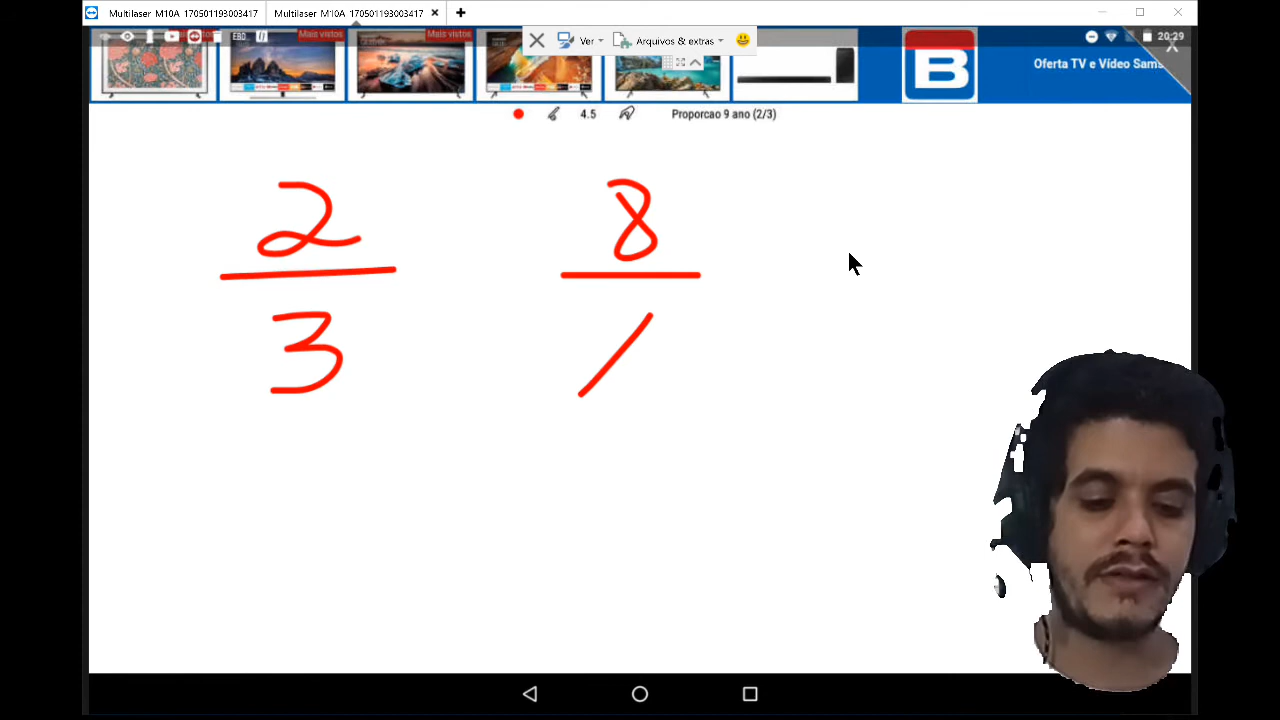 Multilaser M10A 170501193003417 Multilaser M10A 170501193003417
Mais vistos Mais vistos
EBO
Ver Arquivos & extras
20:29
B
Oferta TV e Vídeo Sams
4.5 Proporcao 9 ano (2/3)
2 8
3 /